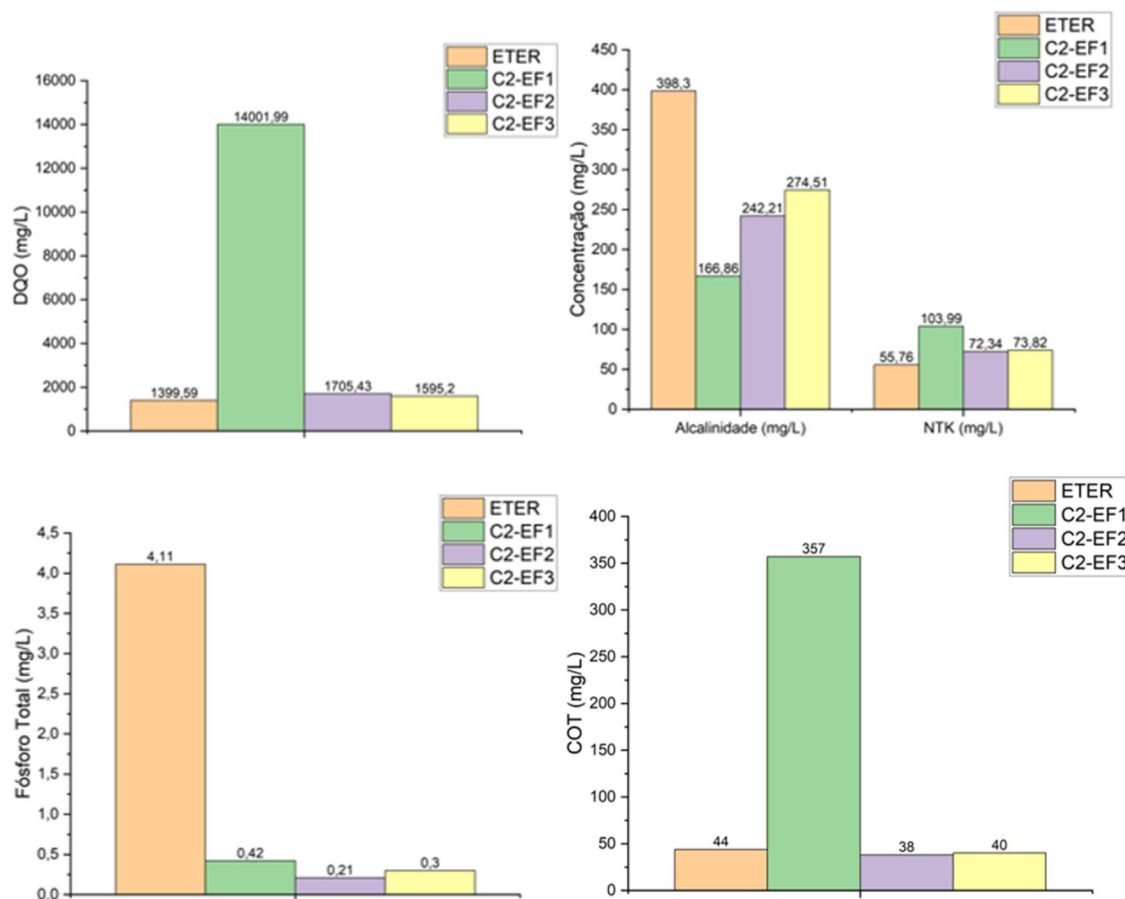 ETER
C2-EF1
C2-EF2
C2-EF3
DQO (mg/L)
16000
14000
12000
10000
8000
6000
4000
2000
0
1399,59
14001,99
1705,43
1595,2
ETER
C2-EF1
C2-EF2
C2-EF3
Concentração (mg/L)
450
400
350
300
250
200
150
100
50
0
398,3
166,86
242,21
274,51
55,76
103,99
72,34
73,82
Alcalinidade (mg/L)
NTK (mg/L)
ETER
C2-EF1
C2-EF2
C2-EF3
Fósforo Total (mg/L)
4,5
4,0
3,5
3,0
2,5
2,0
1,5
1,0
0,5
0,0
4,11
0,42
0,21
0,3
ETER
C2-EF1
C2-EF2
C2-EF3
COT (mg/L)
400
350
300
250
200
150
100
50
0
44
357
38
40